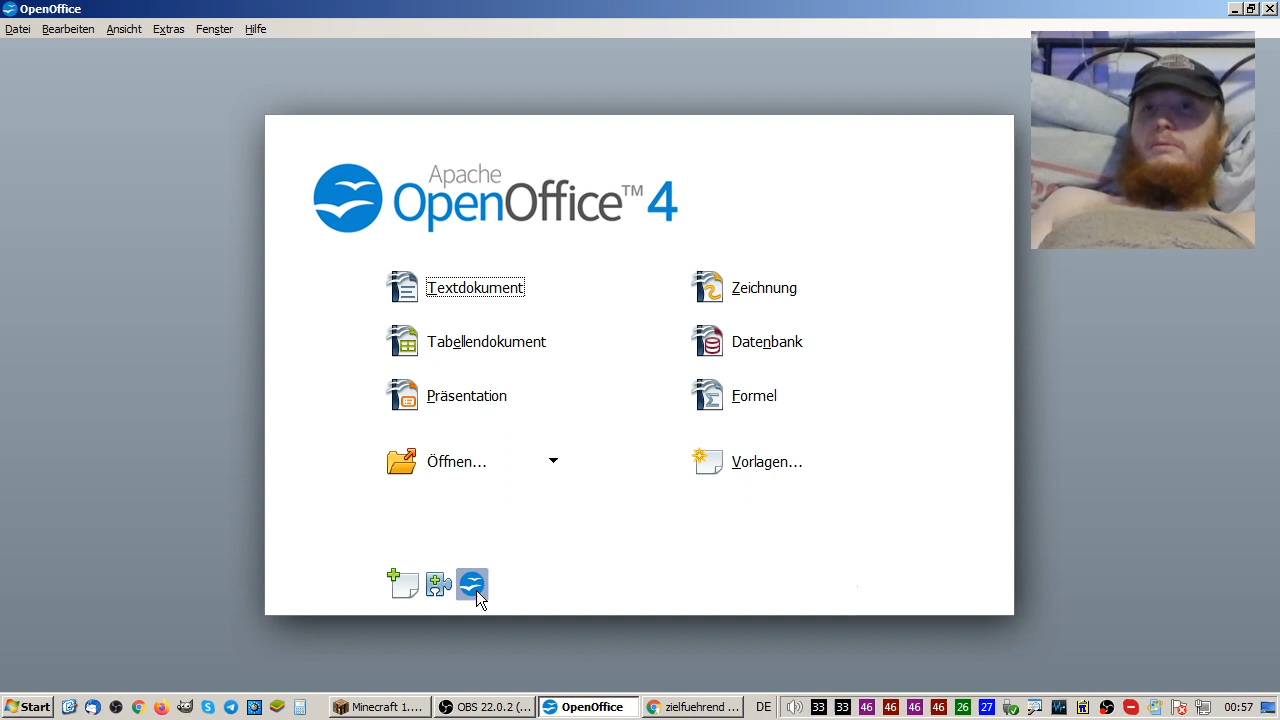 OpenOffice
Datei Bearbeiten Ansicht Extras Fenster Hilfe
Apache
OpenOffice™ 4
Textdokument
Zeichnung
Tabellendokument
Datenbank
Präsentation
Formel
Öffnen...
Vorlagen...
Start Minecraft 1.... OBS 22.0.2 (... OpenOffice zielfuehrend ... DE 33 33 46 46 46 46 26 27 00:57